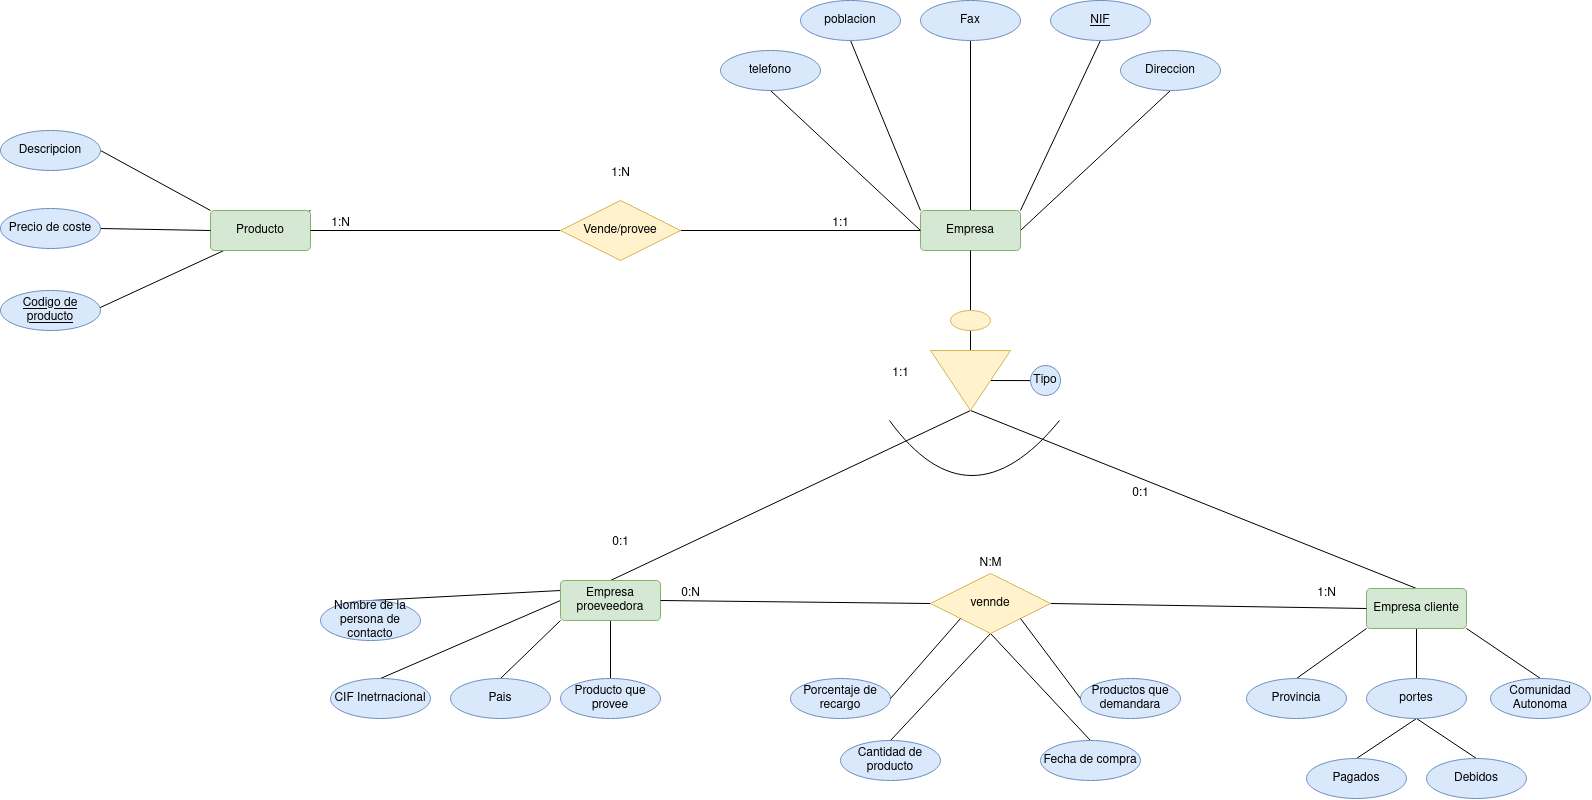 poblacion
Fax
NIF
telefono
Direccion
Descripcion
1:N
Precio de coste
Producto
1:N
Vende/provee
1:1
Empresa
Codigo de
producto
1:1
Tipo
0:1
0:1
N:M
Nombre de la
persona de
contacto
Empresa
proeveedora
0:N
vennde
1:N
Empresa cliente
CIF Inetrnacional
Pais
Producto que
provee
Porcentaje de
recargo
Productos que
demandara
Provincia
portes
Comunidad
Autonoma
Cantidad de
producto
Fecha de compra
Pagados
Debidos